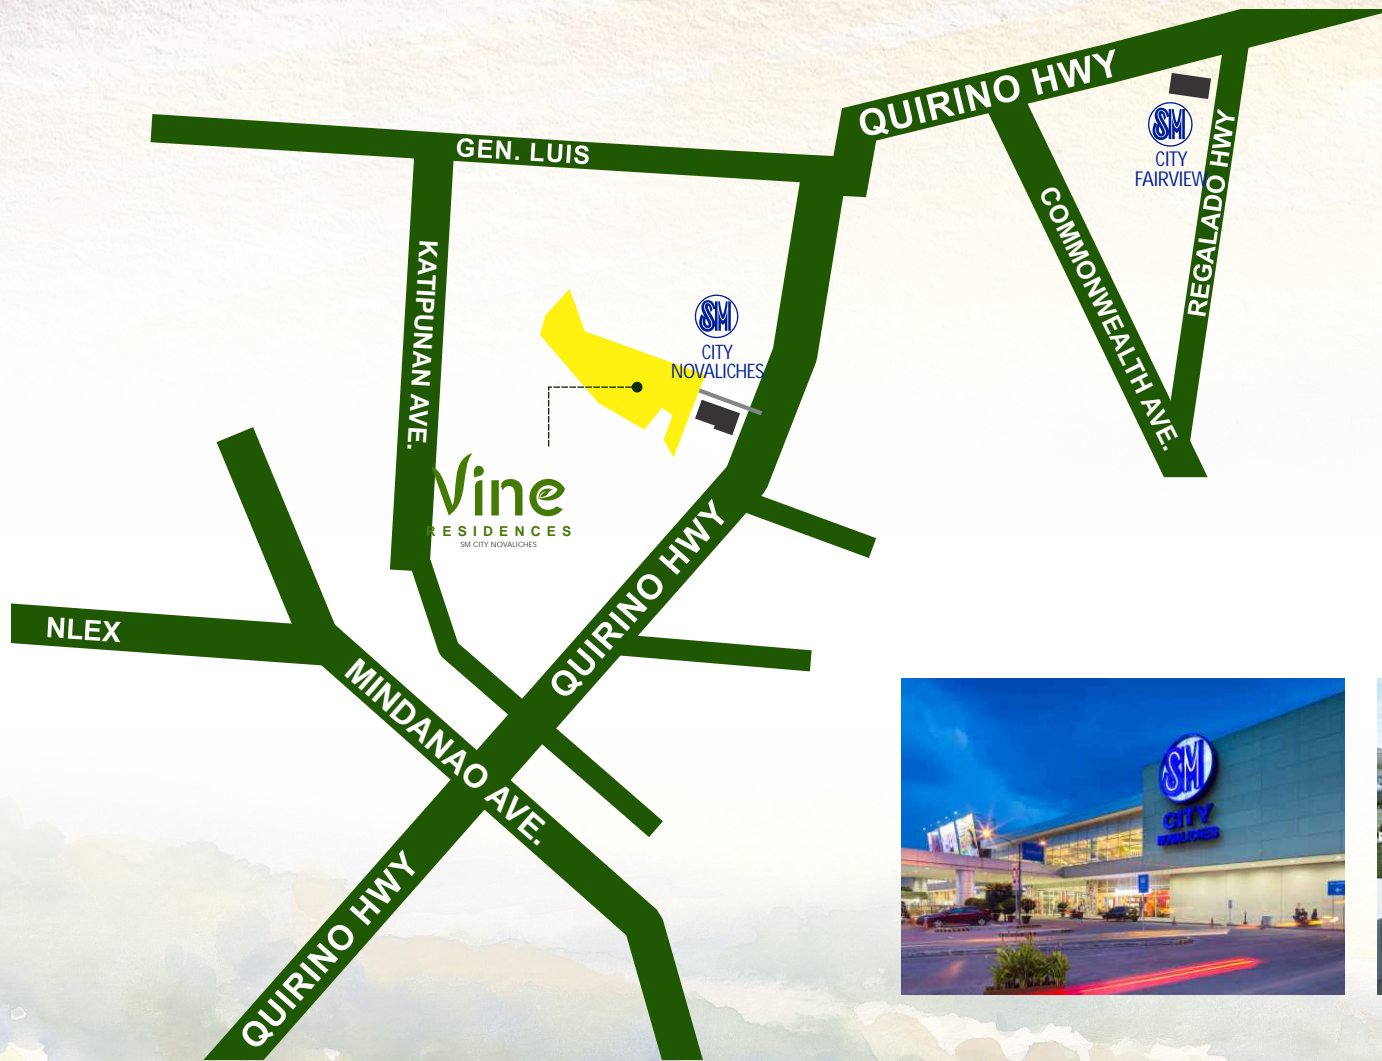 QUIRINO HWY
SM
CITY
FAIRVIEW
REGALADO HWY
COMMONWEALTH AVE.
GEN. LUIS
KATIPUNAN AVE.
SM
CITY
NOVALICHES
Vine
RESIDENCES
SM CITY NOVALICHES
QUIRINO HWY
NLEX
MINDANAO AVE.
QUIRINO HWY
SM
CITY
NOVALICHES